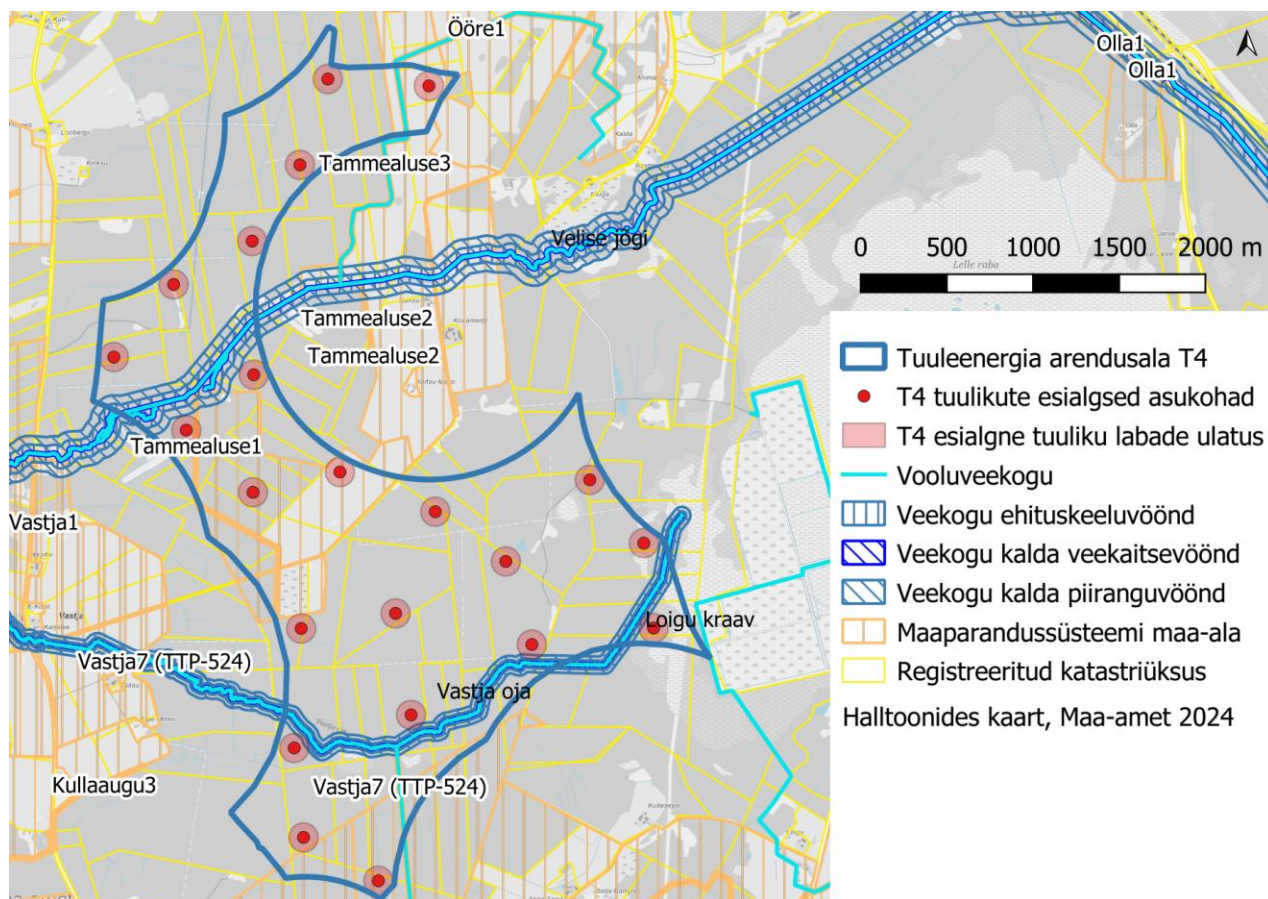 Ööre1
Olla1
Olla1
Tammealuse3
Velise jõgi
Tammealuse2
Tammealuse2
Tammealuse1
Vastja1
Vastja
Loigu kraav
Vastja7 (TTP-524)
Vastja oja
Kullaaugu3
Vastja7 (TTP-524)
Lelle raba
0 500 1000 1500 2000 m
Tuuleenergia arendusala T4
T4 tuulikute esialgsed asukohad
T4 esialgne tuuliku labade ulatus
Vooluveekogu
Veekogu ehituskeeluvöönd
Veekogu kalda veekaitsevöönd
Veekogu kalda piiranguvöönd
Maaparandussüsteemi maa-ala
Registreeritud katastriüksus
Halltoonides kaart, Maa-amet 2024